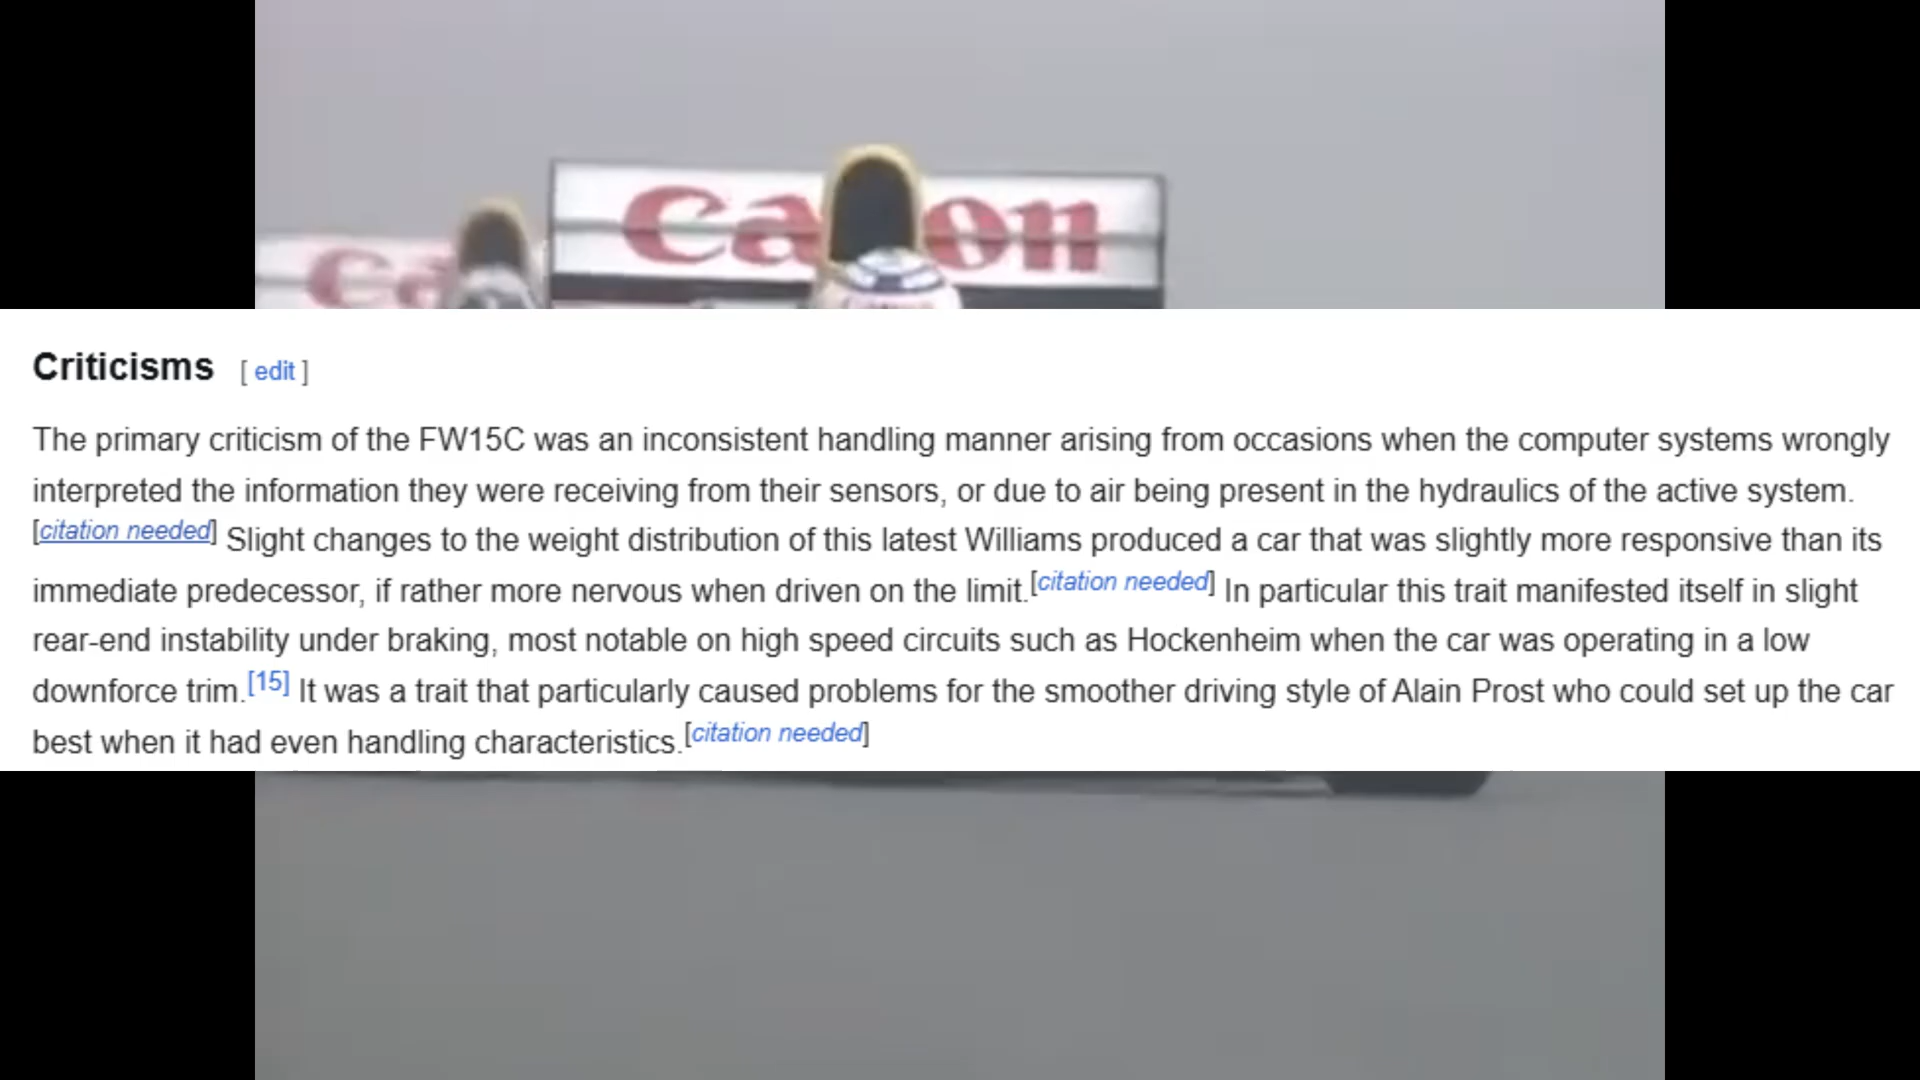 Canon
Ca
Criticisms [ edit ]
The primary criticism of the FW15C was an inconsistent handling manner arising from occasions when the computer systems wrongly
interpreted the information they were receiving from their sensors, or due to air being present in the hydraulics of the active system.
[citation needed] Slight changes to the weight distribution of this latest Williams produced a car that was slightly more responsive than its
immediate predecessor, if rather more nervous when driven on the limit.[citation needed] In particular this trait manifested itself in slight
rear-end instability under braking, most notable on high speed circuits such as Hockenheim when the car was operating in a low
downforce trim.[15] It was a trait that particularly caused problems for the smoother driving style of Alain Prost who could set up the car
best when it had even handling characteristics.[citation needed]